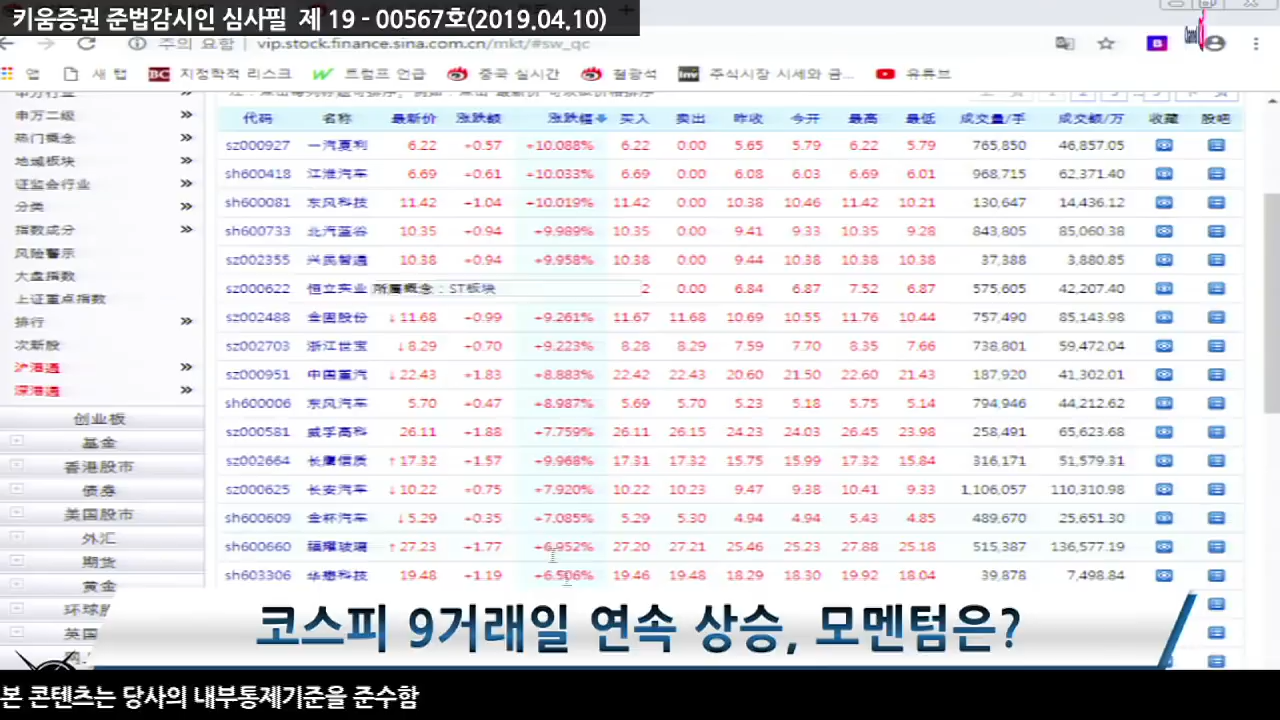 키움증권 준법감시인 심사필 제 19 - 00567호(2019.04.10)
주의 요함 vip.stock.finance.sina.com.cn/mkt/#sw_qc
앱 새 탭 BC 지정학적 리스크 트럼프 언급 중국 실시간 철광석 Inv 주식시장 시세와 금... 유튜브
申万行业
申万二级
热门概念
地域板块
证监会行业
分类
指数成分
风险警示
大盘指数
上证重点指数
排行
次新股
沪港通
深港通
创业板
基金
香港股市
债券
美国股市
外汇
期货
黄金
代码 名称 最新价 涨跌额 涨跌幅 买入 卖出 昨收 今开 最高 最低 成交量/手 成交额/万 收藏 股吧
sz000927 一汽夏利 6.22 +0.57 +10.088% 6.22 0.00 5.65 5.79 6.22 5.79 765,850 46,857.05
sh600418 江淮汽车 6.69 +0.61 +10.033% 6.69 0.00 6.08 6.03 6.69 6.01 968,715 62,371.40
sh600081 东风科技 11.42 +1.04 +10.019% 11.42 0.00 10.38 10.46 11.42 10.21 130,647 14,436.12
sh600733 北汽蓝谷 10.35 +0.94 +9.989% 10.35 0.00 9.41 9.33 10.35 9.28 843,805 85,060.38
sz002355 兴民智通 10.38 +0.94 +9.958% 10.38 0.00 9.44 10.38 10.38 10.38 37,388 3,880.85
sz000622 恒立实业 所属概念：ST板块 2 0.00 6.84 6.87 7.52 6.87 575,605 42,207.40
sz002488 金固股份 ↓11.68 +0.99 +9.261% 11.67 11.68 10.69 10.55 11.76 10.44 757,490 85,143.98
sz002703 浙江世宝 ↓8.29 +0.70 +9.223% 8.28 8.29 7.59 7.70 8.35 7.66 738,801 59,472.04
sz000951 中国重汽 ↓22.43 +1.83 +8.883% 22.42 22.43 20.60 21.50 22.60 21.43 187,920 41,302.01
sh600006 东风汽车 5.70 +0.47 +8.987% 5.69 5.70 5.23 5.18 5.75 5.14 794,946 44,212.62
sz000581 威孚高科 26.11 +1.88 +7.759% 26.11 26.15 24.23 24.03 26.45 23.98 258,491 65,623.68
sz002664 长鹰信质 ↑17.32 +1.57 +9.968% 17.31 17.32 15.75 15.99 17.32 15.84 316,171 51,579.31
sz000625 长安汽车 ↓10.22 +0.75 +7.920% 10.22 10.23 9.47 9.38 10.41 9.33 1,106,057 110,310.98
sh600609 金杯汽车 ↓5.29 +0.35 +7.085% 5.29 5.30 4.94 4.94 5.43 4.85 489,670 25,651.30
sh600660 福耀玻璃 ↑27.23 +1.77 +6.952% 27.20 27.21 25.46 25.23 27.88 25.18 515,387 136,577.19
sh603306 华懋科技 19.48 +1.19 +6.506% 19.46 19.48 18.29 18.30 19.92 18.04 39,878 7,498.84
코스피 9거래일 연속 상승, 모멘텀은?
본 콘텐츠는 당사의 내부통제기준을 준수함